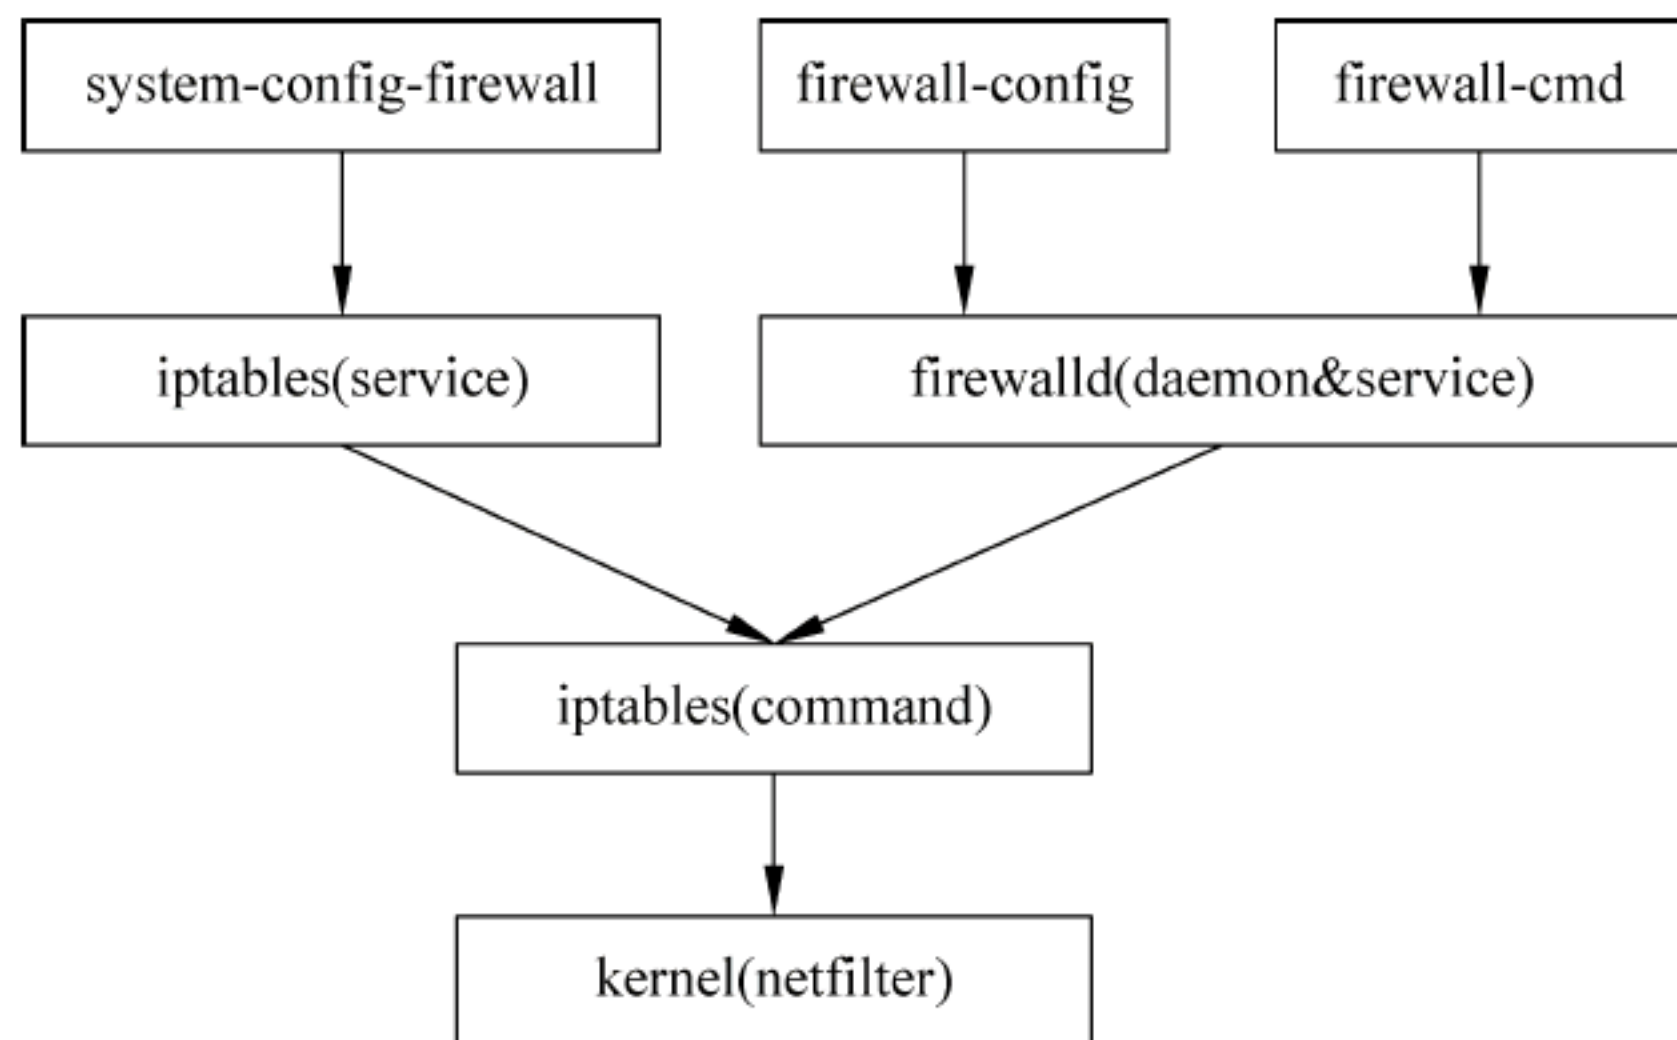 system-config-firewall
firewall-config
firewall-cmd
iptables(service)
firewalld(daemon&service)
iptables(command)
kernel(netfilter)